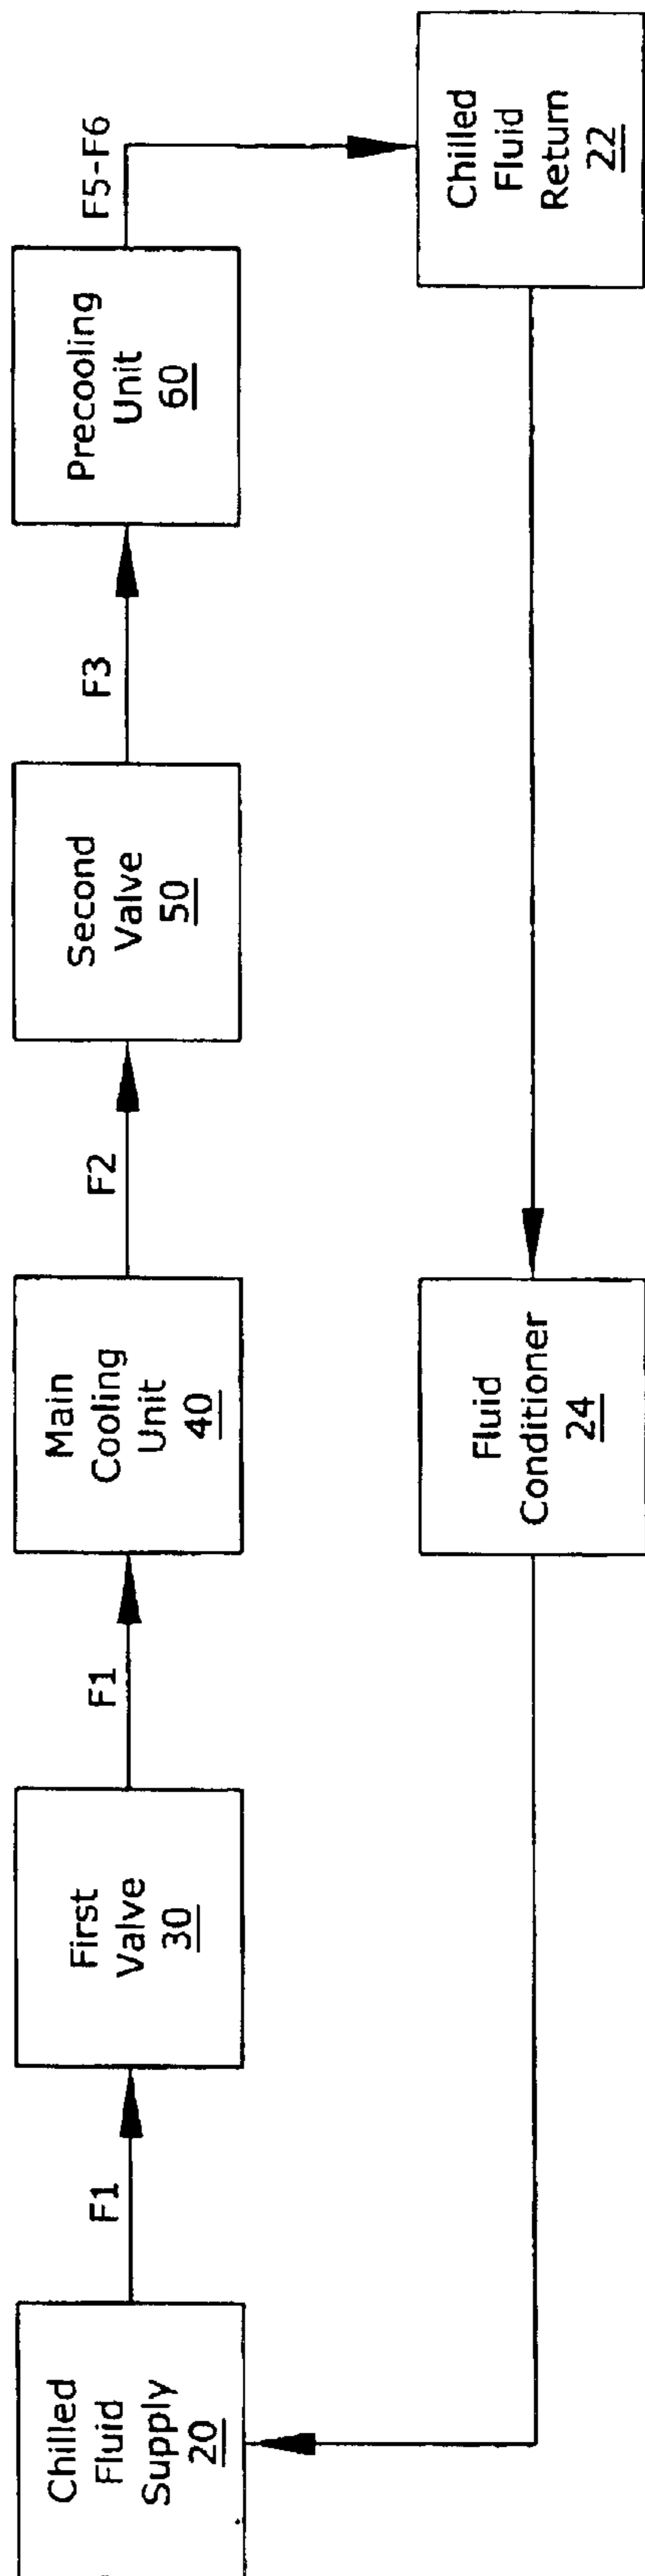 Chilled
Fluid
Supply
20
F1
First
Valve
30
F1
Main
Cooling
Unit
40
F2
Second
Valve
50
F3
Precooling
Unit
60
F5-F6
Chilled
Fluid
Return
22
Fluid
Conditioner
24